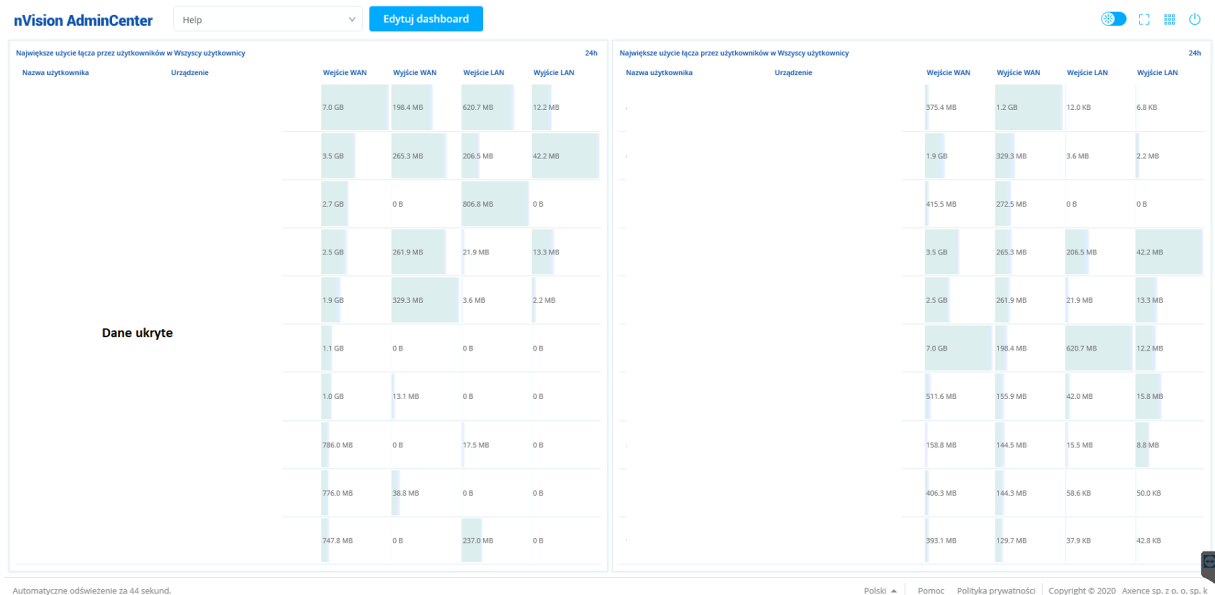 nVision AdminCenter Help Edytuj dashboard
Największe użycie łącza przez użytkowników w Wszyscy użytkownicy 24h
Nazwa użytkownika Urządzenie Wejście WAN Wyjście WAN Wejście LAN Wyjście LAN
7.0 GB 198.4 MB 620.7 MB 12.2 MB
3.5 GB 265.3 MB 206.5 MB 42.2 MB
2.7 GB 0 B 806.8 MB 0 B
2.5 GB 261.9 MB 21.9 MB 13.3 MB
1.9 GB 329.3 MB 3.6 MB 2.2 MB
Dane ukryte
1.1 GB 0 B 0 B 0 B
1.0 GB 13.1 MB 0 B 0 B
786.0 MB 0 B 17.5 MB 0 B
776.0 MB 38.8 MB 0 B 0 B
747.8 MB 0 B 237.0 MB 0 B
Największe użycie łącza przez użytkowników w Wszyscy użytkownicy 24h
Nazwa użytkownika Urządzenie Wejście WAN Wyjście WAN Wejście LAN Wyjście LAN
375.4 MB 1.2 GB 12.0 KB 6.8 KB
1.9 GB 329.3 MB 3.6 MB 2.2 MB
415.5 MB 272.5 MB 0 B 0 B
3.5 GB 265.3 MB 206.5 MB 42.2 MB
2.5 GB 261.9 MB 21.9 MB 13.3 MB
7.0 GB 198.4 MB 620.7 MB 12.2 MB
511.6 MB 155.9 MB 42.0 MB 15.8 MB
158.8 MB 144.5 MB 15.5 MB 8.8 MB
406.3 MB 144.3 MB 58.6 KB 50.0 KB
393.1 MB 129.7 MB 37.9 KB 42.8 KB
Automatyczne odświeżenie za 44 sekund. Polski Pomoc Polityka prywatności Copyright © 2020 Axence sp. z o. o. sp. k